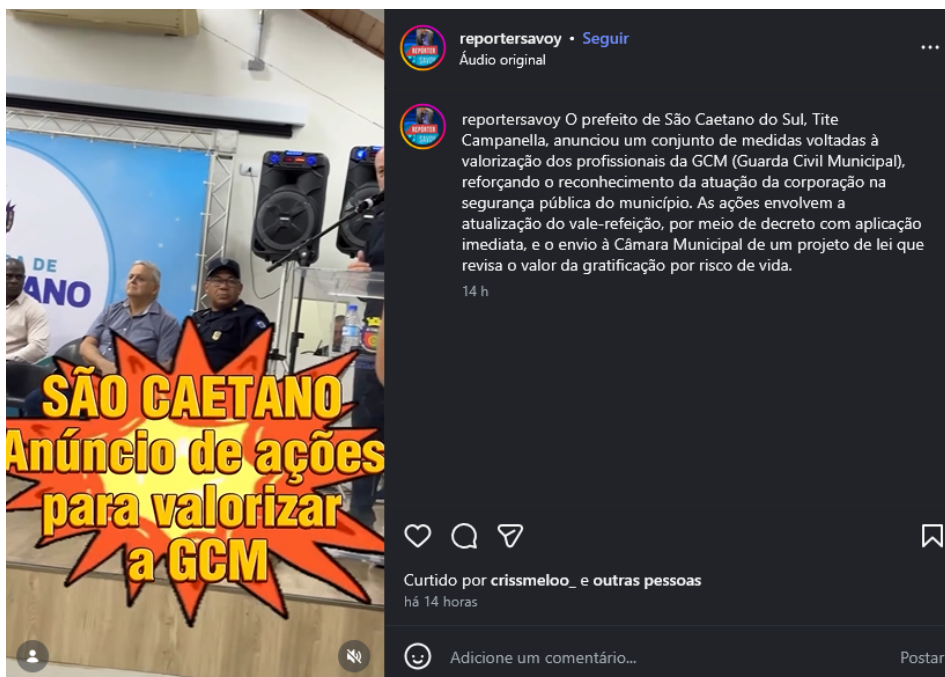 reportersavoy • Seguir
Áudio original
reportersavoy O prefeito de São Caetano do Sul, Tite
Campanella, anunciou um conjunto de medidas voltadas à
valorização dos profissionais da GCM (Guarda Civil Municipal),
reforçando o reconhecimento da atuação da corporação na
segurança pública do município. As ações envolvem a
atualização do vale-refeição, por meio de decreto com aplicação
imediata, e o envio à Câmara Municipal de um projeto de lei que
revisa o valor da gratificação por risco de vida.
14 h
A DE
ANO
SÃO CAETANO
Anúncio de ações
para valorizar
a GCM
Curtido por crissmeloo_ e outras pessoas
há 14 horas
Adicione um comentário...
Postar